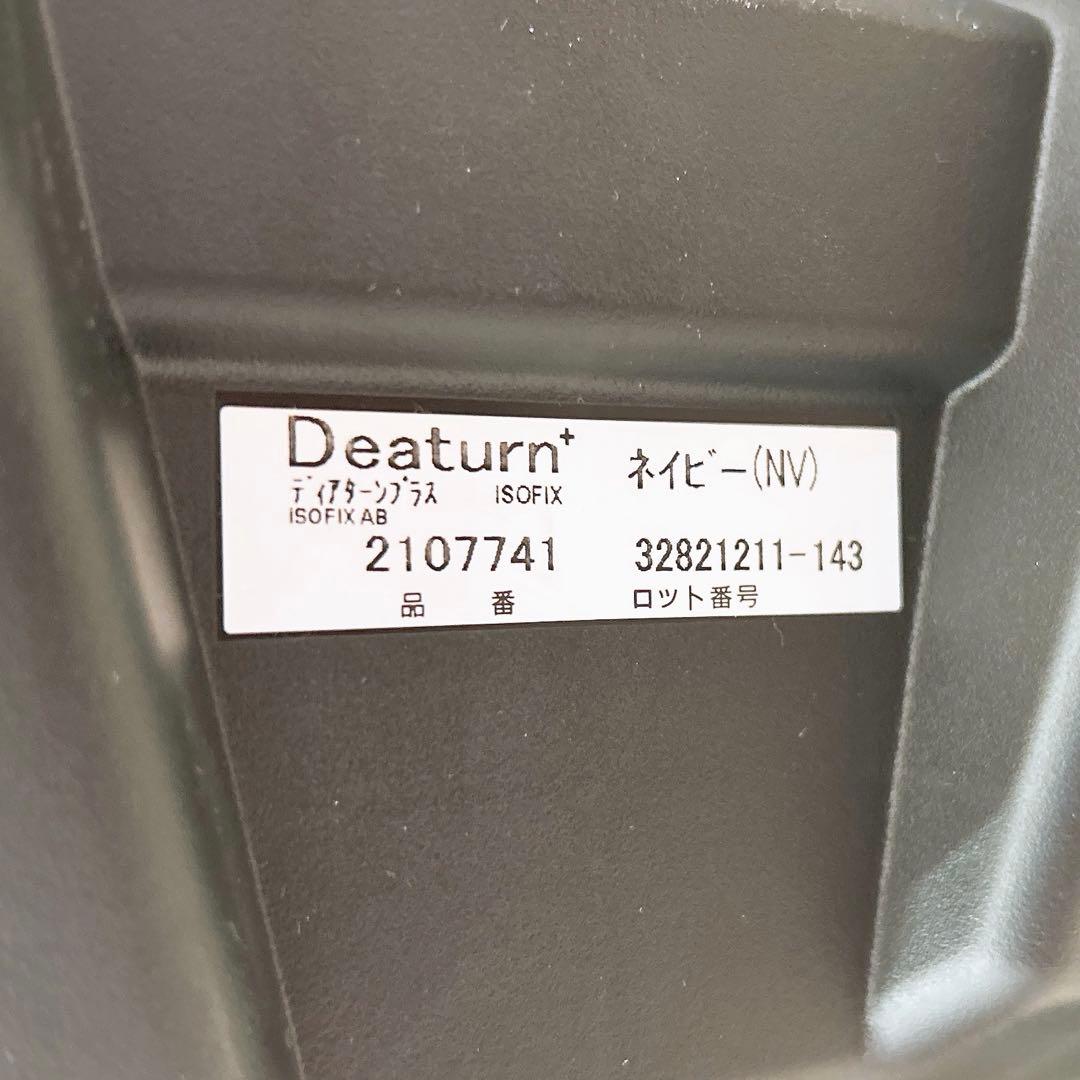 Deaturn+ ネイビー(NV)
ディアターンプラス ISOFIX
ISOFIX AB
2107741 32821211-143
品番 ロット番号